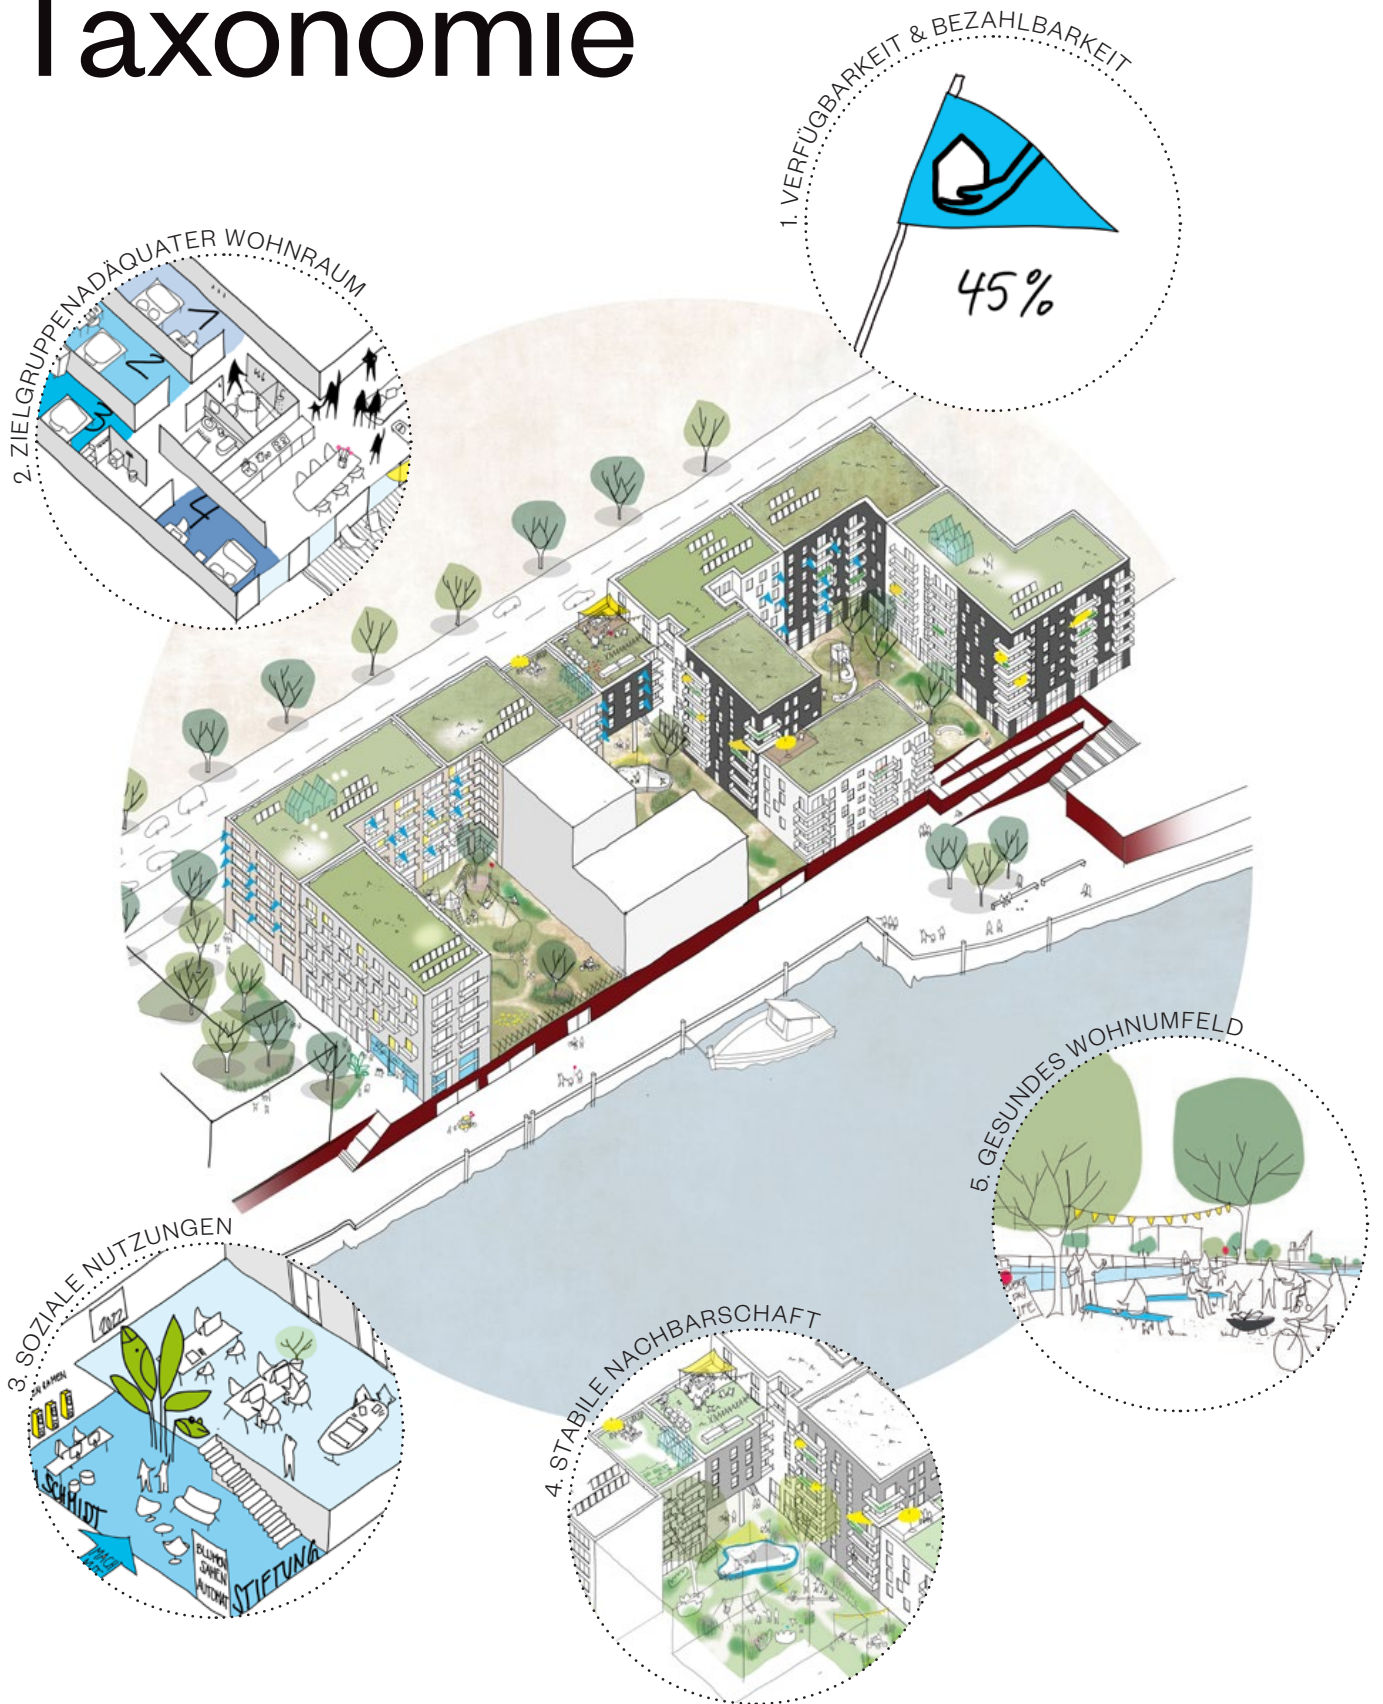 Taxonomie
1. VERFÜGBARKEIT & BEZAHLBARKEIT
45%
2. ZIELGRUPPENADÄQUATER WOHNRAUM
1
2
3
4
5. GESUNDES WOHNUMFELD
3. SOZIALE NUTZUNGEN
2022
SCHMIDT
STIFTUNG
BLUMEN
SAMEN
AUTOMAT
4. STABILE NACHBARSCHAFT